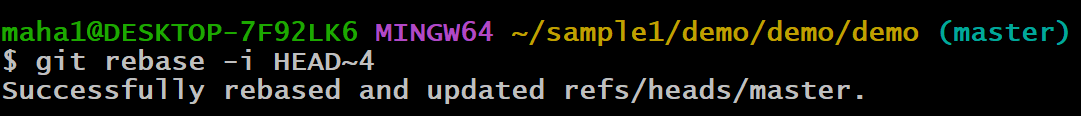 maha1@DESKTOP-7F92LK6 MINGW64 ~/sample1/demo/demo/demo (master)
$ git rebase -i HEAD~4
Successfully rebased and updated refs/heads/master.